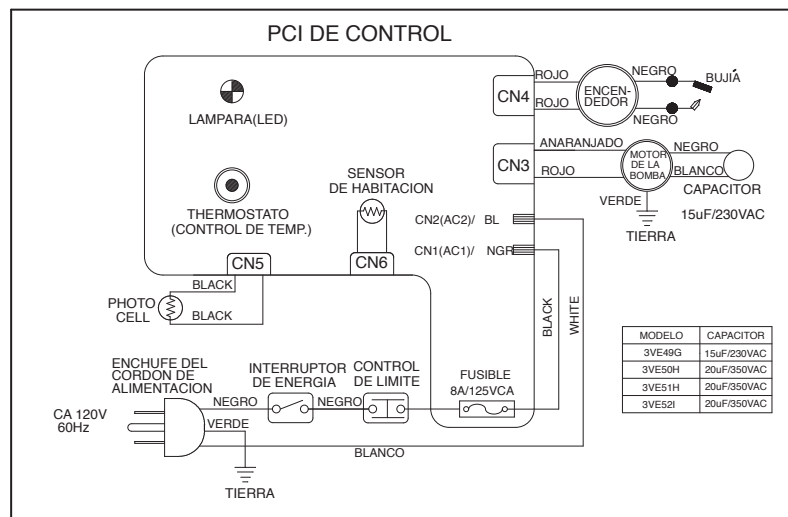 PCI DE CONTROL
LAMPARA(LED)
THERMOSTATO
(CONTROL DE TEMP.)
SENSOR
DE HABITACION
CN4
ROJO
ROJO
ENCEN-
DEDOR
NEGRO
NEGRO
BUJIÁ
CN3
ANARANJADO
ROJO
MOTOR
DE LA
BOMBA
NEGRO
BLANCO
CAPACITOR
15uF/230VAC
VERDE
TIERRA
CN2(AC2)/ BL
CN1(AC1)/ NGR
CN5
CN6
BLACK
BLACK
PHOTO
CELL
BLACK
WHITE
ENCHUFE DEL
CORDON DE
ALIMENTACION
CA 120V
60Hz
NEGRO
VERDE
TIERRA
BLANCO
INTERRUPTOR
DE ENERGIA
NEGRO
CONTROL
DE LIMITE
FUSIBLE
8A/125VCA
MODELO CAPACITOR
3VE49G 15uF/230VAC
3VE50H 20uF/350VAC
3VE51H 20uF/350VAC
3VE52I 20uF/350VAC